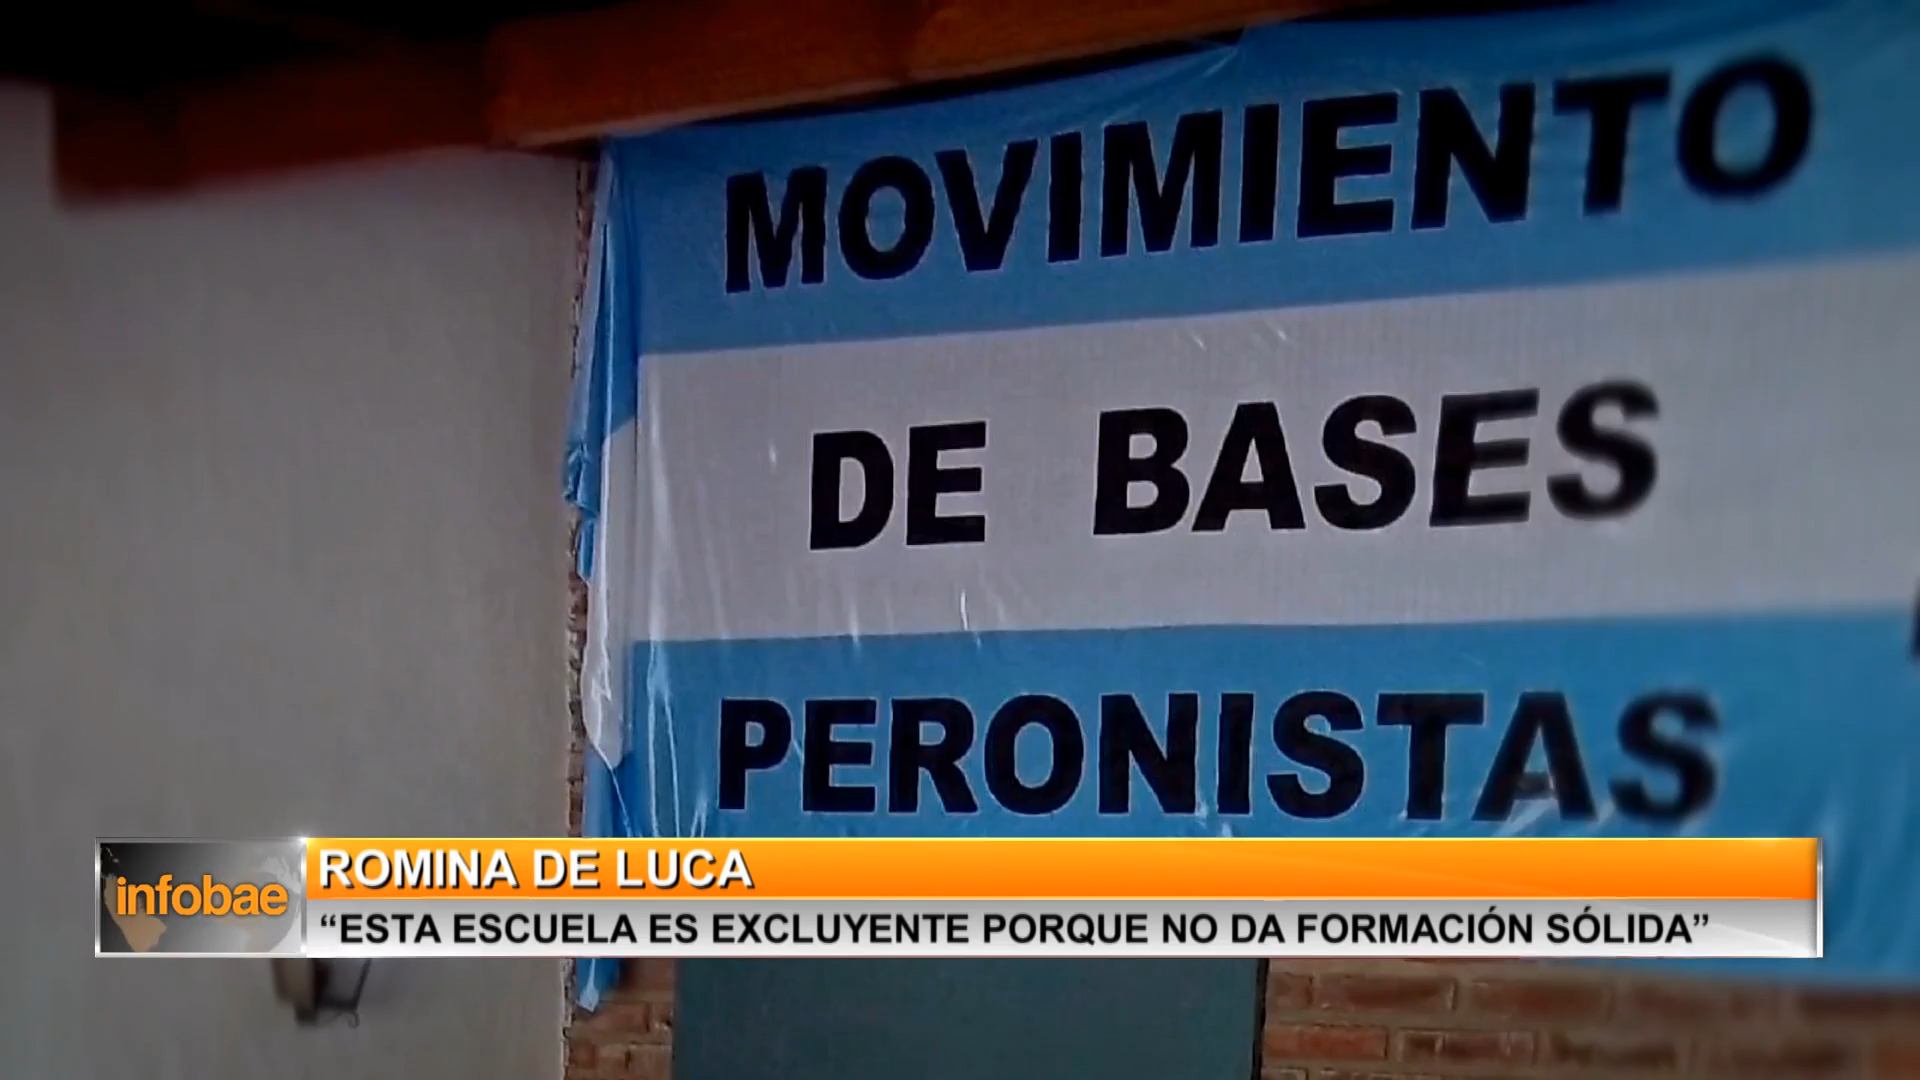 MOVIMIENTO
DE BASES
PERONISTAS
infobae
ROMINA DE LUCA
“ESTA ESCUELA ES EXCLUYENTE PORQUE NO DA FORMACIÓN SÓLIDA”